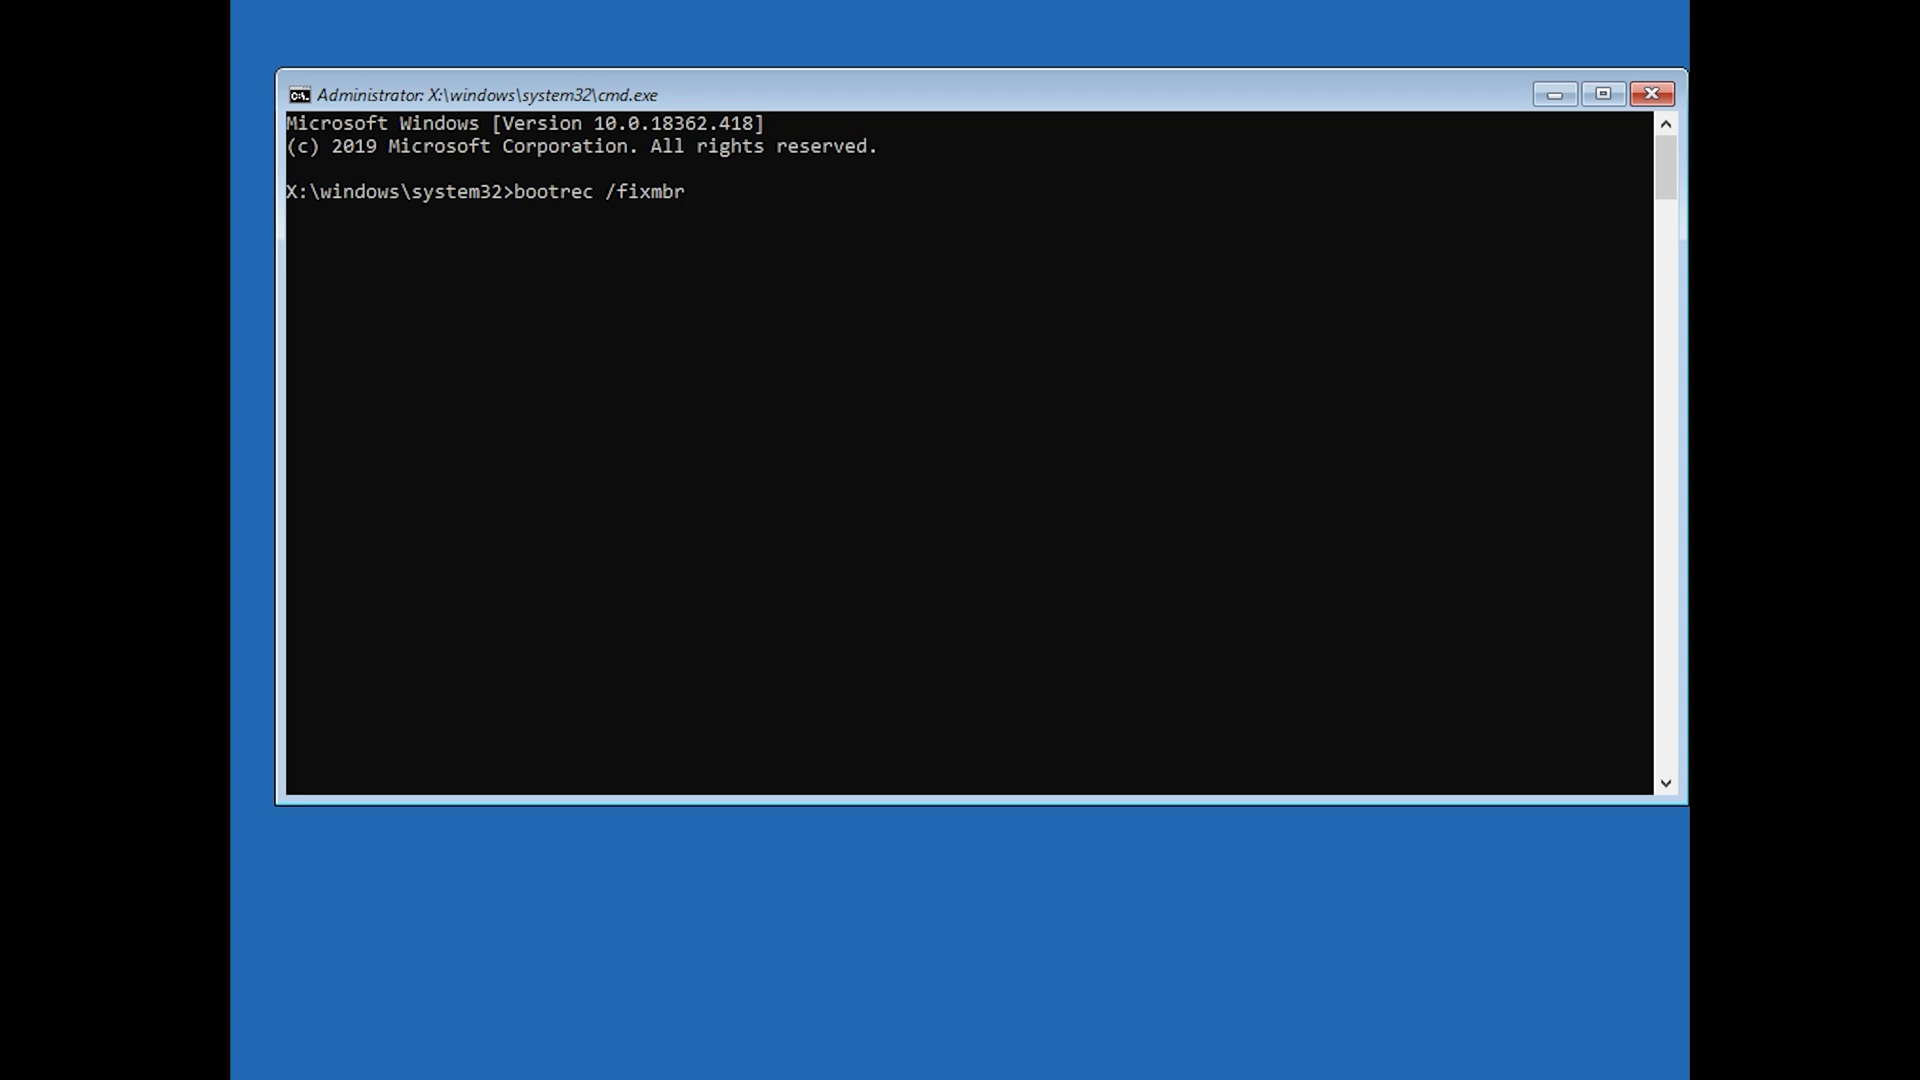 Administrator: X:\windows\system32\cmd.exe
Microsoft Windows [Version 10.0.18362.418]
(c) 2019 Microsoft Corporation. All rights reserved.
X:\windows\system32>bootrec /fixmbr